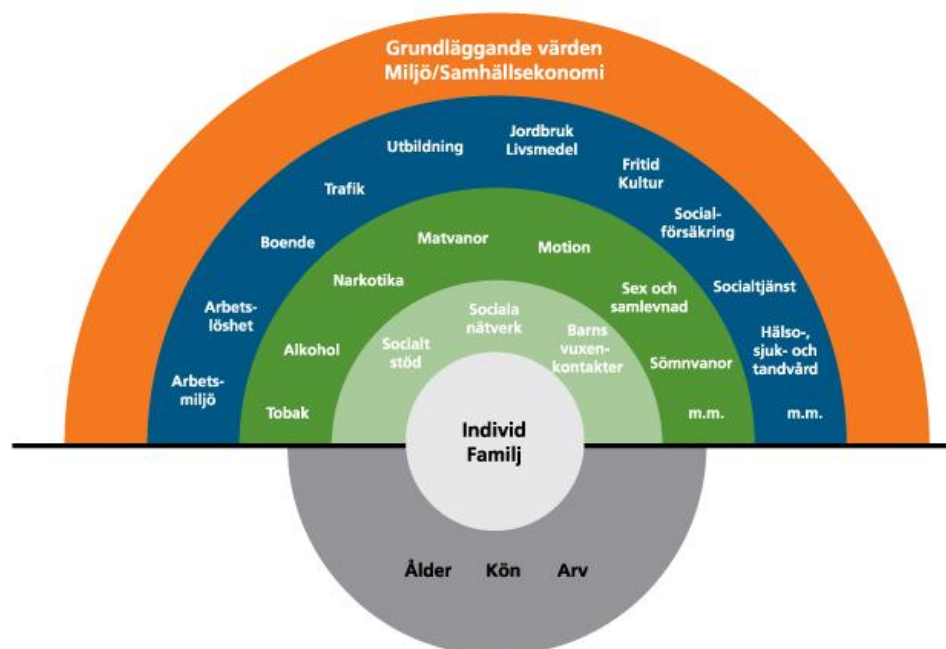 Grundläggande värden
Miljö/Samhällsekonomi
Arbets-
miljö
Arbets-
löshet
Boende
Trafik
Utbildning
Jordbruk
Livsmedel
Fritid
Kultur
Social-
försäkring
Socialtjänst
Hälso-,
sjuk- och
tandvård
m.m.
Tobak
Alkohol
Narkotika
Matvanor
Motion
Sex och
samlevnad
Sömnvanor
m.m.
Socialt
stöd
Sociala
nätverk
Barns
vuxen-
kontakter
Individ
Familj
Ålder Kön Arv